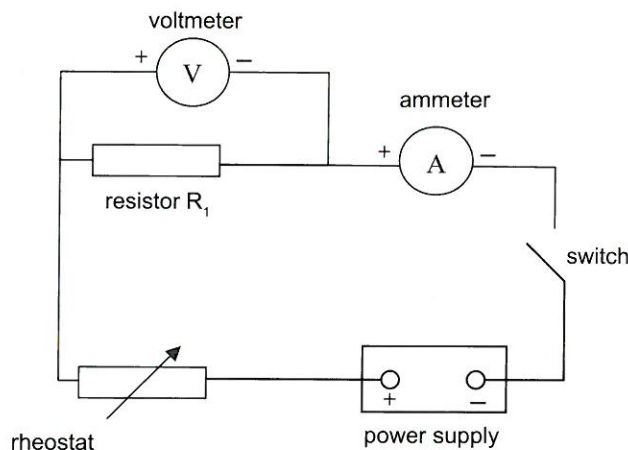 voltmeter
+ V −
ammeter
+ A −
resistor R₁
switch
+ −
rheostat
power supply